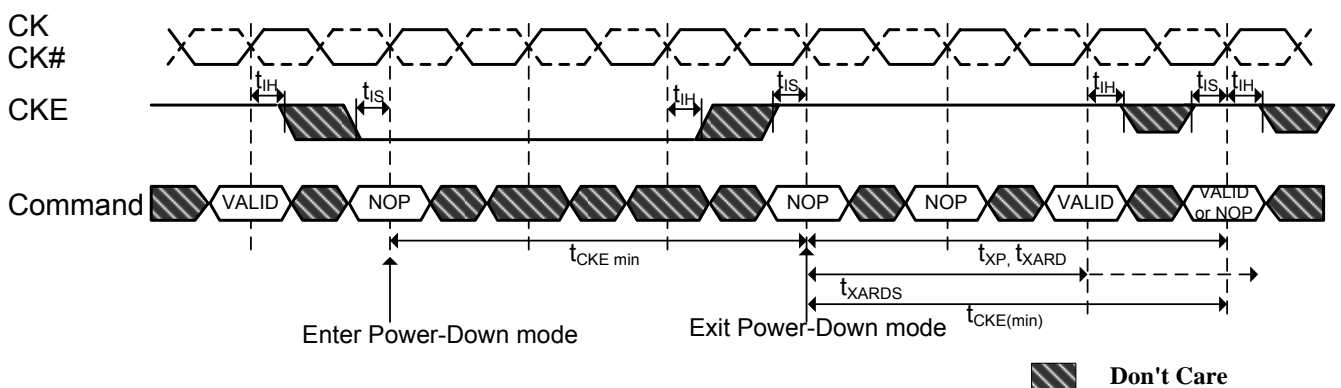 CK
CK#
tIH
tIS
tIH
tIS
tIH
tIS
tIH
CKE
Command
VALID
NOP
NOP
NOP
VALID
VALID or NOP
tCKE min
tXP, tXARD
tXARDS
tCKE(min)
Enter Power-Down mode
Exit Power-Down mode
Don't Care